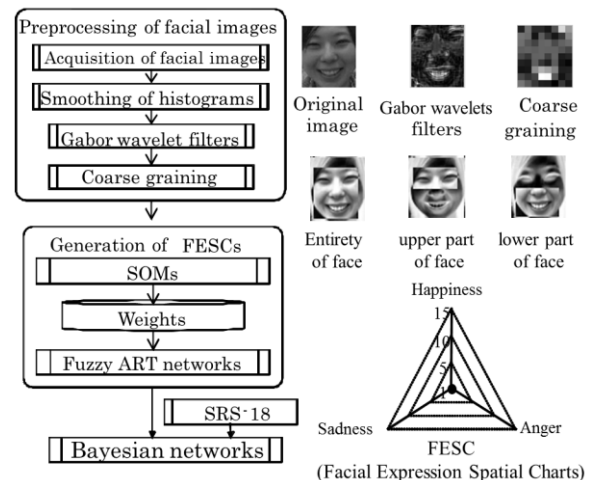 Preprocessing of facial images
Acquisition of facial images
Smoothing of histograms
Gabor wavelet filters
Coarse graining
Generation of FESCs
SOMs
Weights
Fuzzy ART networks
SRS-18
Bayesian networks
Original
image
Gabor wavelets
filters
Coarse
graining
Entirety
of face
upper part
of face
lower part
of face
Happiness
15
10
5
1
Sadness
Anger
FESC
(Facial Expression Spatial Charts)